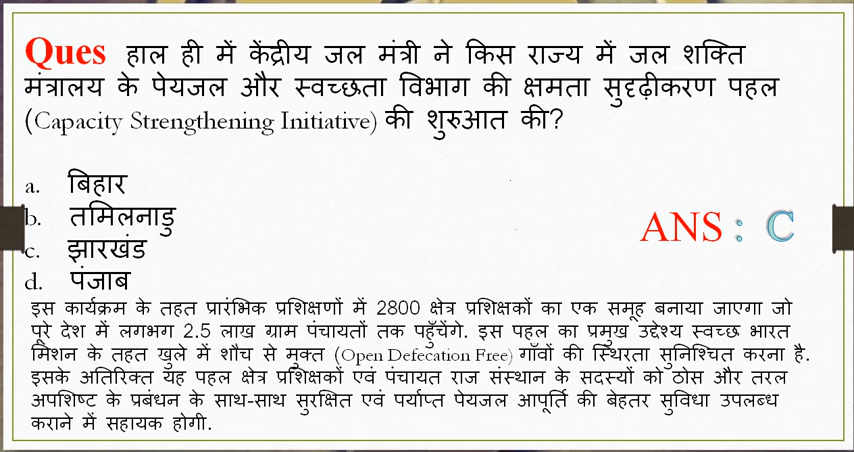 Ques हाल ही में केंद्रीय जल मंत्री ने किस राज्य में जल शक्ति
मंत्रालय के पेयजल और स्वच्छता विभाग की क्षमता सुदृढ़ीकरण पहल
(Capacity Strengthening Initiative) की शुरुआत की?
a. बिहार
b. तमिलनाडु
c. झारखंड
d. पंजाब
ANS : C
इस कार्यक्रम के तहत प्रारंभिक प्रशिक्षणों में 2800 क्षेत्र प्रशिक्षकों का एक समूह बनाया जाएगा जो
पूरे देश में लगभग 2.5 लाख ग्राम पंचायतों तक पहुँचेंगे. इस पहल का प्रमुख उद्देश्य स्वच्छ भारत
मिशन के तहत खुले में शौच से मुक्त (Open Defecation Free) गाँवों की स्थिरता सुनिश्चित करना है.
इसके अतिरिक्त यह पहल क्षेत्र प्रशिक्षकों एवं पंचायत राज संस्थान के सदस्यों को ठोस और तरल
अपशिष्ट के प्रबंधन के साथ-साथ सुरक्षित एवं पर्याप्त पेयजल आपूर्ति की बेहतर सुविधा उपलब्ध
कराने में सहायक होगी.